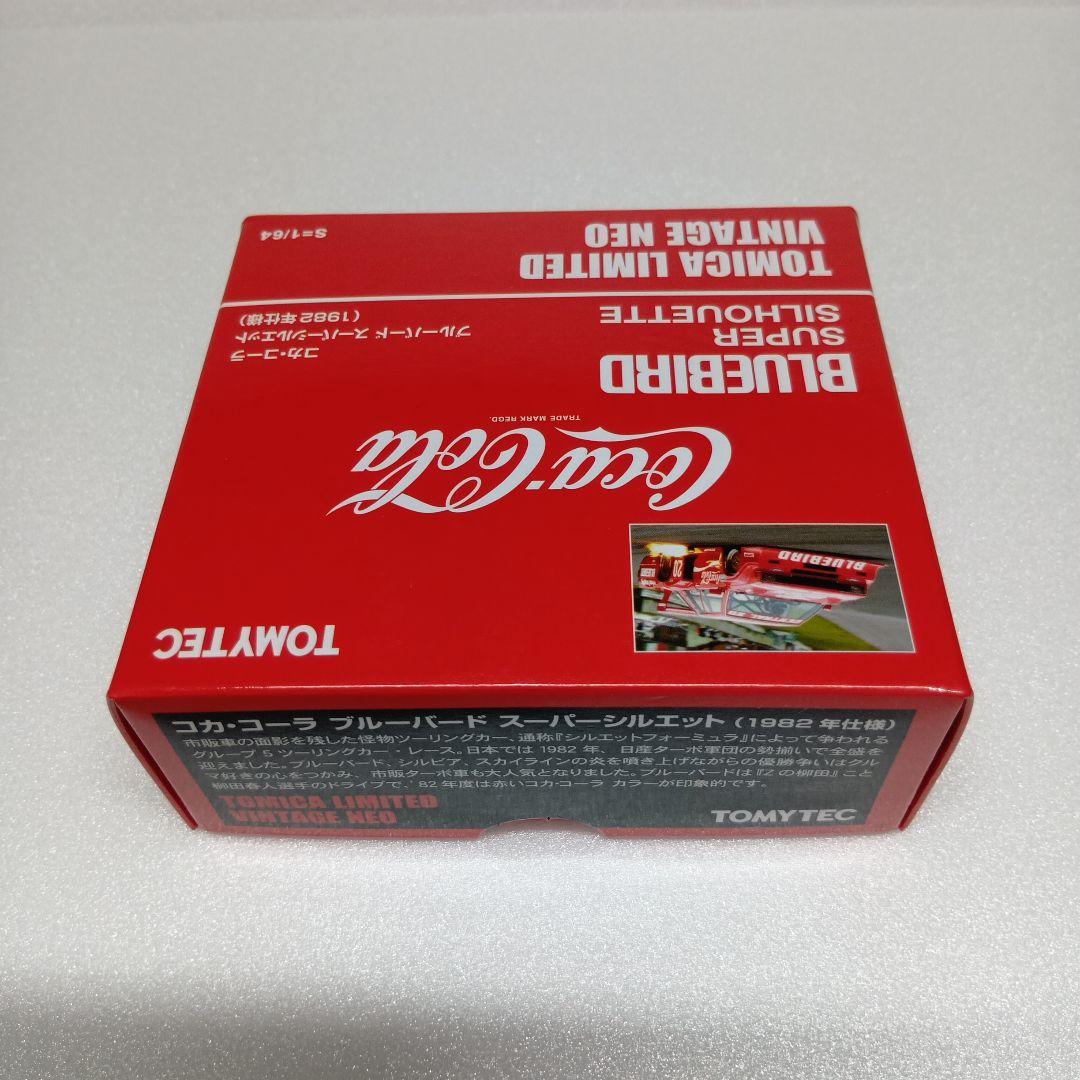 TOMICA LIMITED
VINTAGE NEO
S=1/64
BLUEBIRD
SUPER
SILHOUETTE
コカ・コーラ
ブルーバード スーパーシルエット
(1982年仕様)
Coca-Cola
TRADE MARK REGD.
BLUEBIRD
20
TOMYTEC
コカ・コーラ ブルーバード スーパーシルエット (1982年仕様)
市販車の面影を残した怪物ツーリングカー、通称『シルエットフォーミュラ』によって争われる
グループ5ツーリングカー・レース。日本では1982年、日産ターボ軍団の勢揃いで全盛を
迎えました。ブルーバード、シルビア、スカイラインの炎を噴き上げながらの優勝争いはクル
マ好きの心をつかみ、市販ターボ車も大人気となりました。ブルーバードは『Zの柳田』こと
柳田春人選手のドライブで、'82年度は赤いコカ・コーラ カラーが印象的です。
TOMICA LIMITED
VINTAGE NEO
TOMYTEC